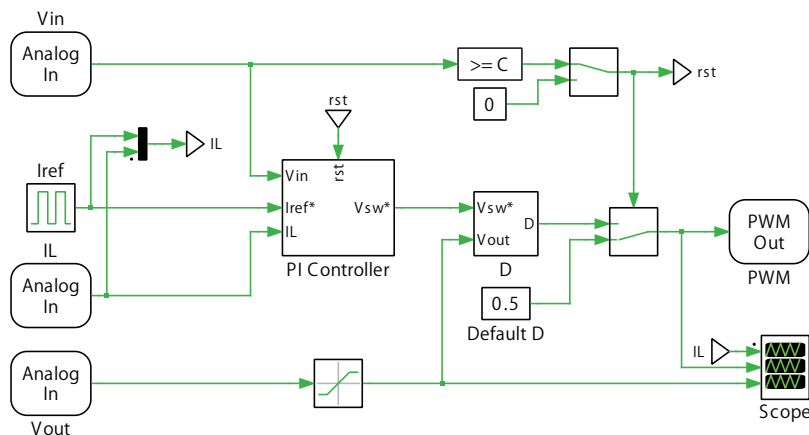 Vin
Analog
In
>= C
0
rst
rst
IL
Iref
Vin
rst
Iref*
Vsw*
IL
PI Controller
Vsw*
D
Vout
D
0.5
Default D
PWM
Out
PWM
IL
Analog
In
IL
Scope
Analog
In
Vout